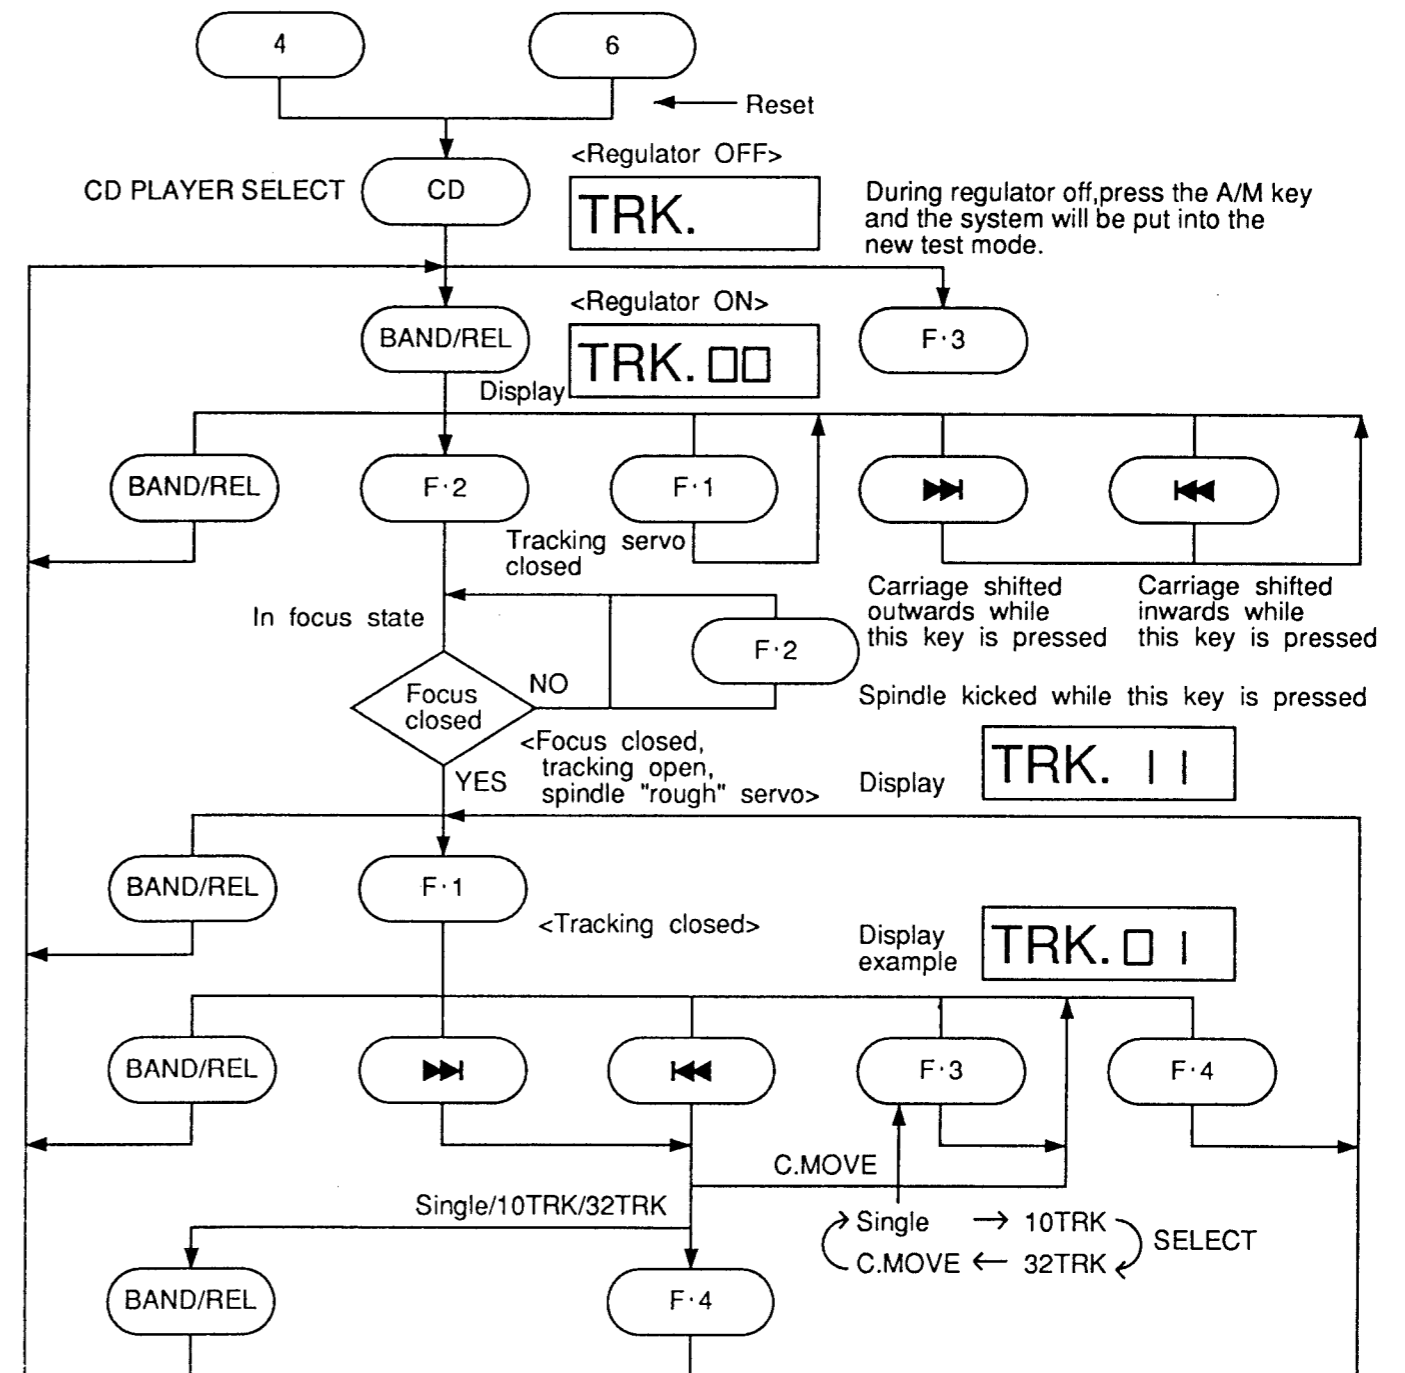 4
6
Reset
<Regulator OFF>
CD PLAYER SELECT
CD
TRK.
During regulator off,press the A/M key
and the system will be put into the
new test mode.
<Regulator ON>
BAND/REL
TRK.00
F·3
Display
BAND/REL
F·2
F·1
⏭
⏮
Tracking servo
closed
Carriage shifted
outwards while
this key is pressed
Carriage shifted
inwards while
this key is pressed
In focus state
F·2
Focus
closed
NO
Spindle kicked while this key is pressed
<Focus closed,
tracking open,
spindle "rough" servo>
YES
Display
TRK. 11
BAND/REL
F·1
<Tracking closed>
Display
example
TRK.01
BAND/REL
⏭
⏮
F·3
F·4
C.MOVE
Single/10TRK/32TRK
Single → 10TRK
C.MOVE ← 32TRK
SELECT
BAND/REL
F·4